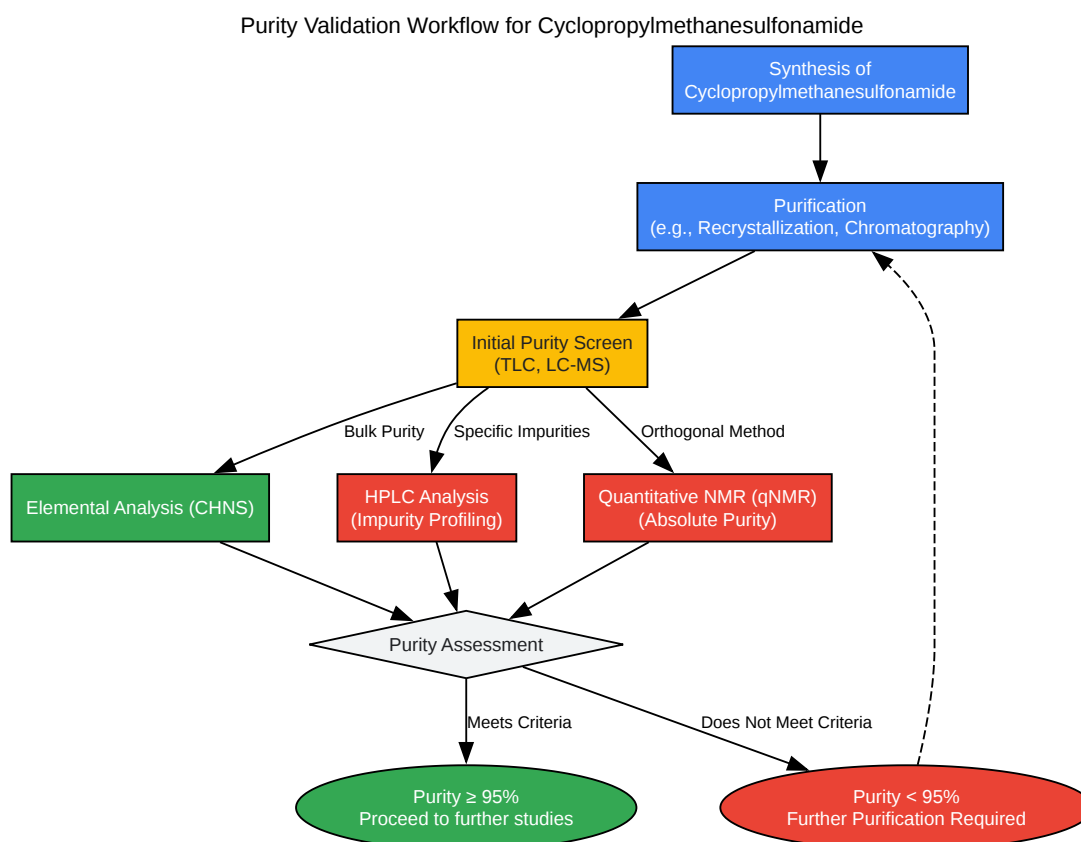 Purity Validation Workflow for Cyclopropylmethanesulfonamide
Synthesis of
Cyclopropylmethanesulfonamide
Purification
(e.g., Recrystallization, Chromatography)
Initial Purity Screen
(TLC, LC-MS)
Bulk Purity
Specific Impurities
Orthogonal Method
Elemental Analysis (CHNS)
HPLC Analysis
(Impurity Profiling)
Quantitative NMR (qNMR)
(Absolute Purity)
Purity Assessment
Meets Criteria
Does Not Meet Criteria
Purity ≥ 95%
Proceed to further studies
Purity < 95%
Further Purification Required